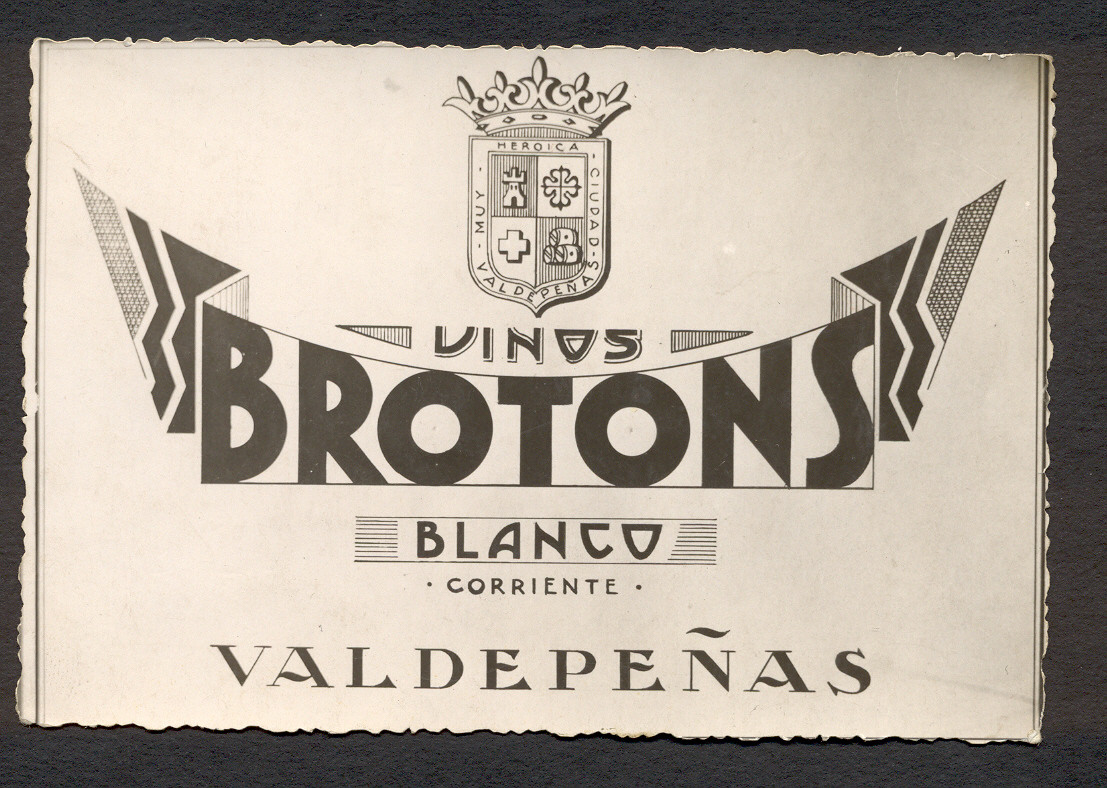 MUY HEROICA CIUDAD
VALDEPEÑAS
VINOS
BROTONS
BLANCO
· CORRIENTE ·
VALDEPEÑAS